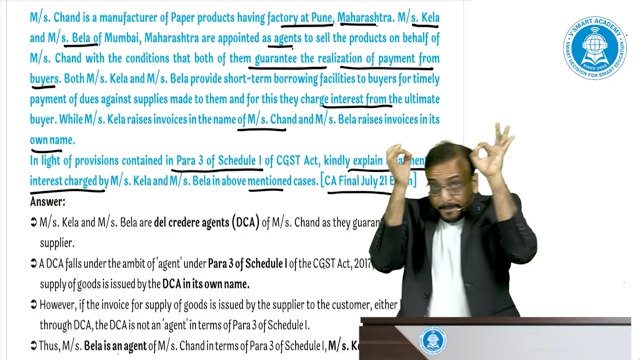 M/s. Chand is a manufacturer of Paper products having factory at Pune, Maharashtra. M/s. Kela
and M/s. Bela of Mumbai, Maharashtra are appointed as agents to sell the products on behalf of
M/s. Chand with the conditions that both of them guarantee the realization of payment from
buyers. Both M/s. Kela and M/s. Bela provide short-term borrowing facilities to buyers for timely
payment of dues against supplies made to them and for this they charge interest from the ultimate
buyer. While M/s. Kela raises invoices in the name of M/s. Chand and M/s. Bela raises invoices in its
own name.
In light of provisions contained in Para 3 of Schedule I of CGST Act, kindly explain
interest charged by M/s. Kela and M/s. Bela in above mentioned cases. [CA Final July 21
Answer:
➲ M/s. Kela and M/s. Bela are del credere agents (DCA) of M/s. Chand as they
supplier.
➲ A DCA falls under the ambit of 'agent' under Para 3 of Schedule I of the CGST Act, 2017,
supply of goods is issued by the DCA in its own name.
➲ However, if the invoice for supply of goods is issued by the supplier to the customer, either
through DCA, the DCA is not an 'agent' in terms of Para 3 of Schedule I.
➲ Thus, M/s. Bela is an agent of M/s. Chand in terms of Para 3 of Schedule I, M/s.
V'SMART ACADEMY